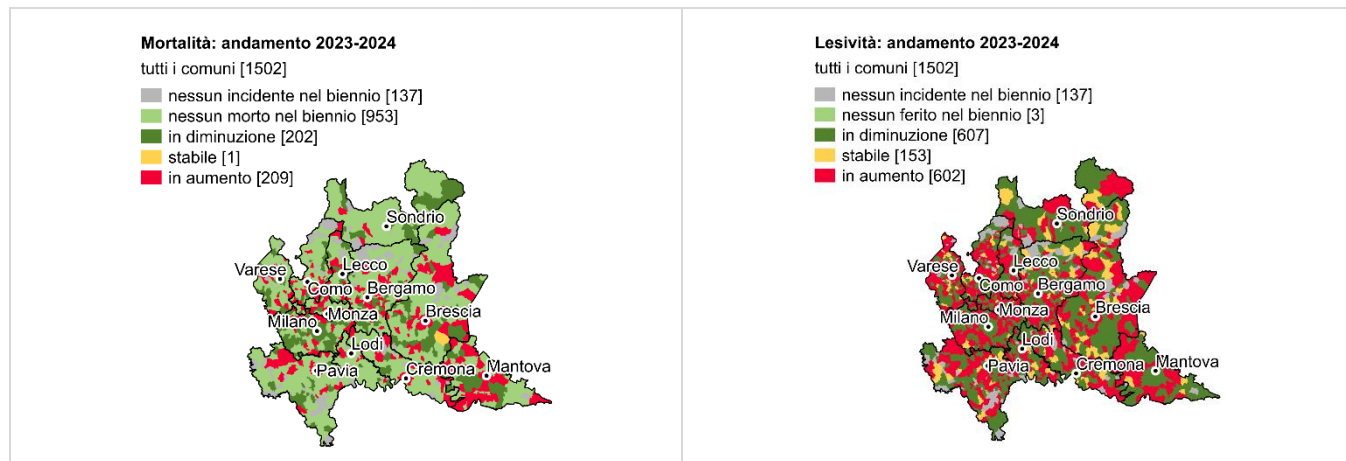 Mortalità: andamento 2023-2024
tutti i comuni [1502]
nessun incidente nel biennio [137]
nessun morto nel biennio [953]
in diminuzione [202]
stabile [1]
in aumento [209]
Sondrio
Lecco
Varese
Como
Bergamo
Monza
Milano
Brescia
Lodi
Pavia
Cremona
Mantova
Lesività: andamento 2023-2024
tutti i comuni [1502]
nessun incidente nel biennio [137]
nessun ferito nel biennio [3]
in diminuzione [607]
stabile [153]
in aumento [602]
Sondrio
Lecco
Varese
Como
Bergamo
Monza
Milano
Brescia
Lodi
Pavia
Cremona
Mantova